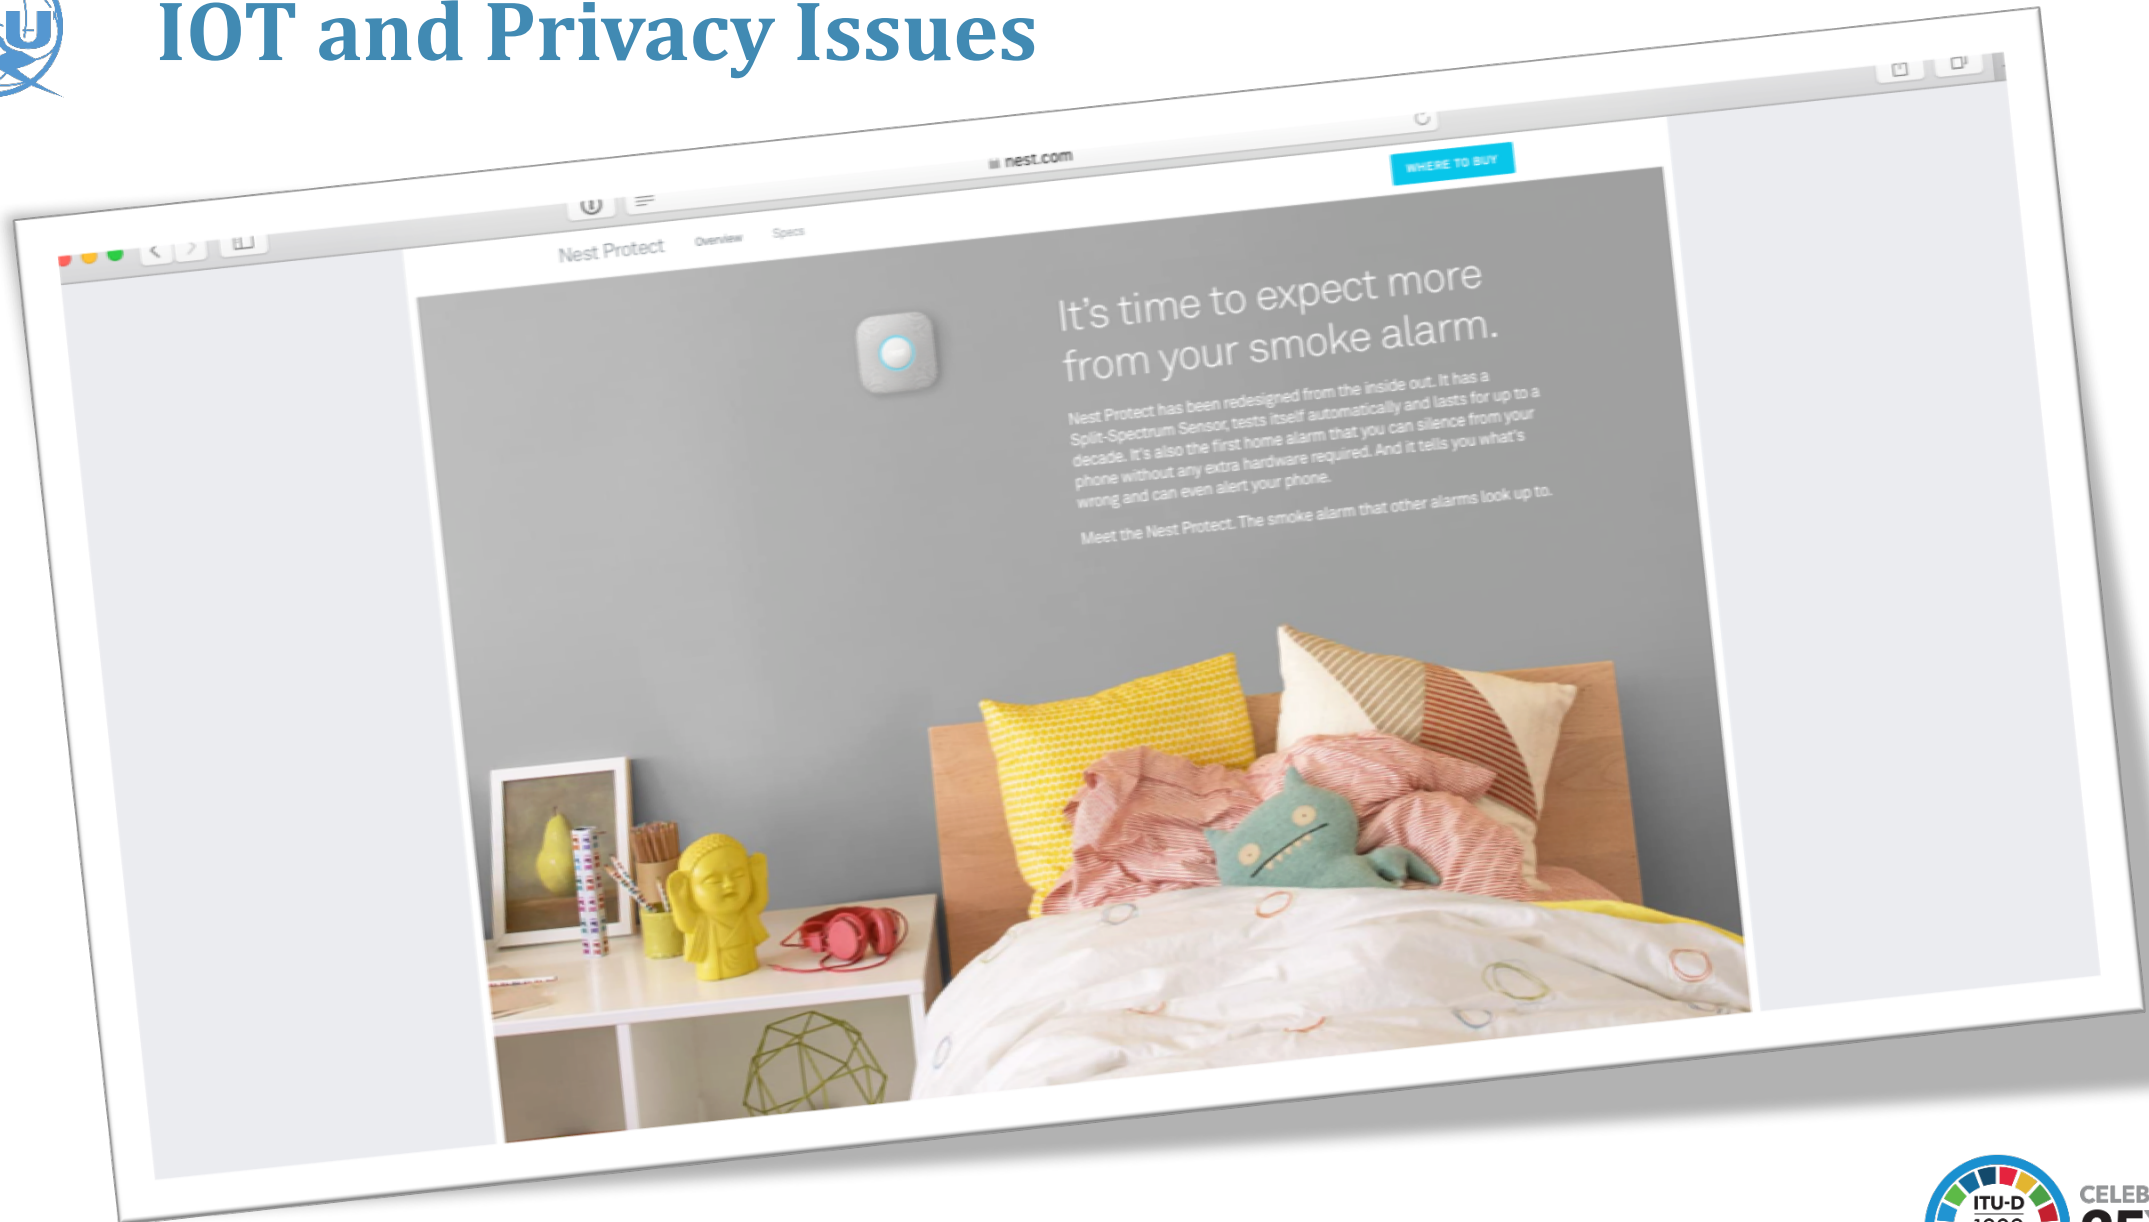 IOT and Privacy Issues
nest.com
WHERE TO BUY
Nest Protect Overview Specs
It's time to expect more
from your smoke alarm.
Nest Protect has been redesigned from the inside out. It has a
Split-Spectrum Sensor, tests itself automatically and lasts for up to a
decade. It's also the first home alarm that you can silence from your
phone without any extra hardware required. And it tells you what's
wrong and can even alert your phone.
Meet the Nest Protect. The smoke alarm that other alarms look up to.
ITU-D
CELEB